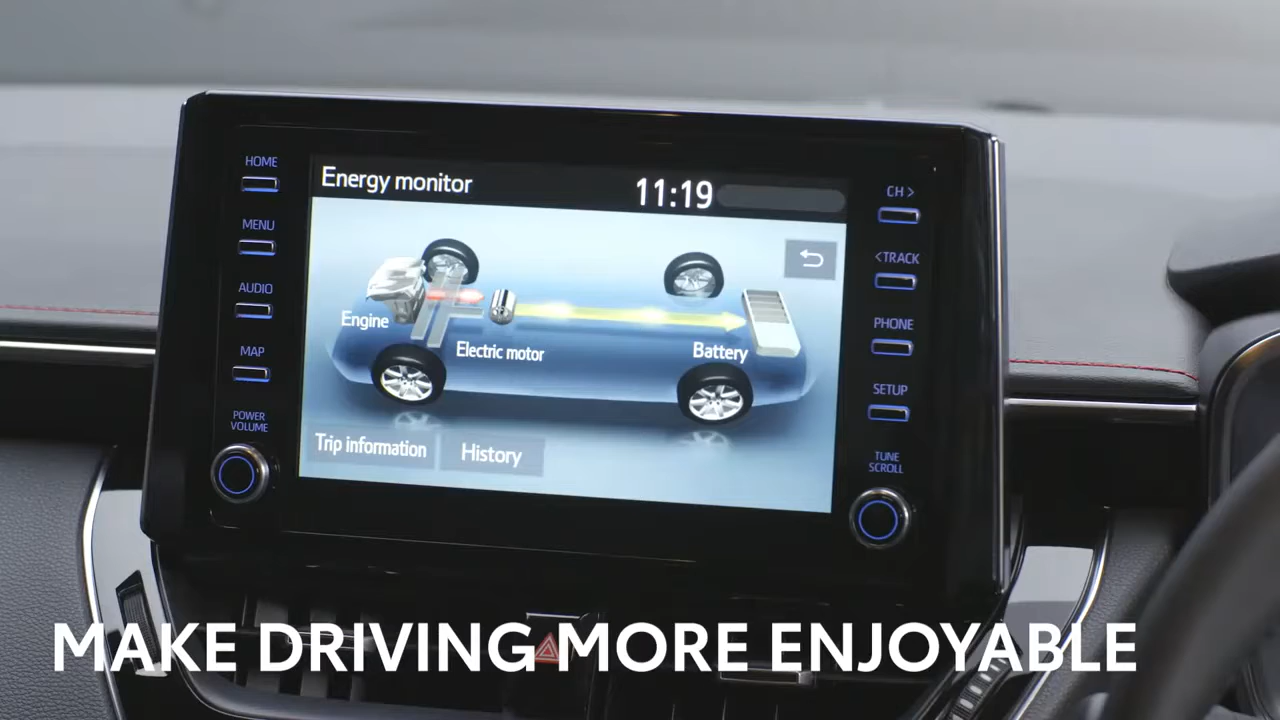 HOME
MENU
AUDIO
MAP
POWER
VOLUME
Energy monitor
11:19
Engine
Electric motor
Battery
Trip information
History
CH >
<TRACK
PHONE
SETUP
TUNE
SCROLL
MAKE DRIVING MORE ENJOYABLE